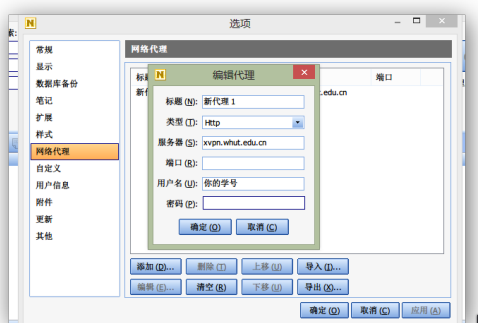 选项
常规
显示
数据库备份
笔记
扩展
样式
网络代理
自定义
用户信息
附件
更新
其他
网络代理
端口
.edu.cn
编辑代理
标题 (N): 新代理 1
类型 (T): Http
服务器 (S): xvpn.whut.edu.cn
端口 (R):
用户名 (U): 你的学号
密码 (P):
确定 (O) 取消 (C)
添加 (D)... 删除 (T) 上移 (U) 导入 (I)...
编辑 (E)... 清空 (R) 下移 (U) 导出 (X)...
确定 (O) 取消 (C) 应用 (A)